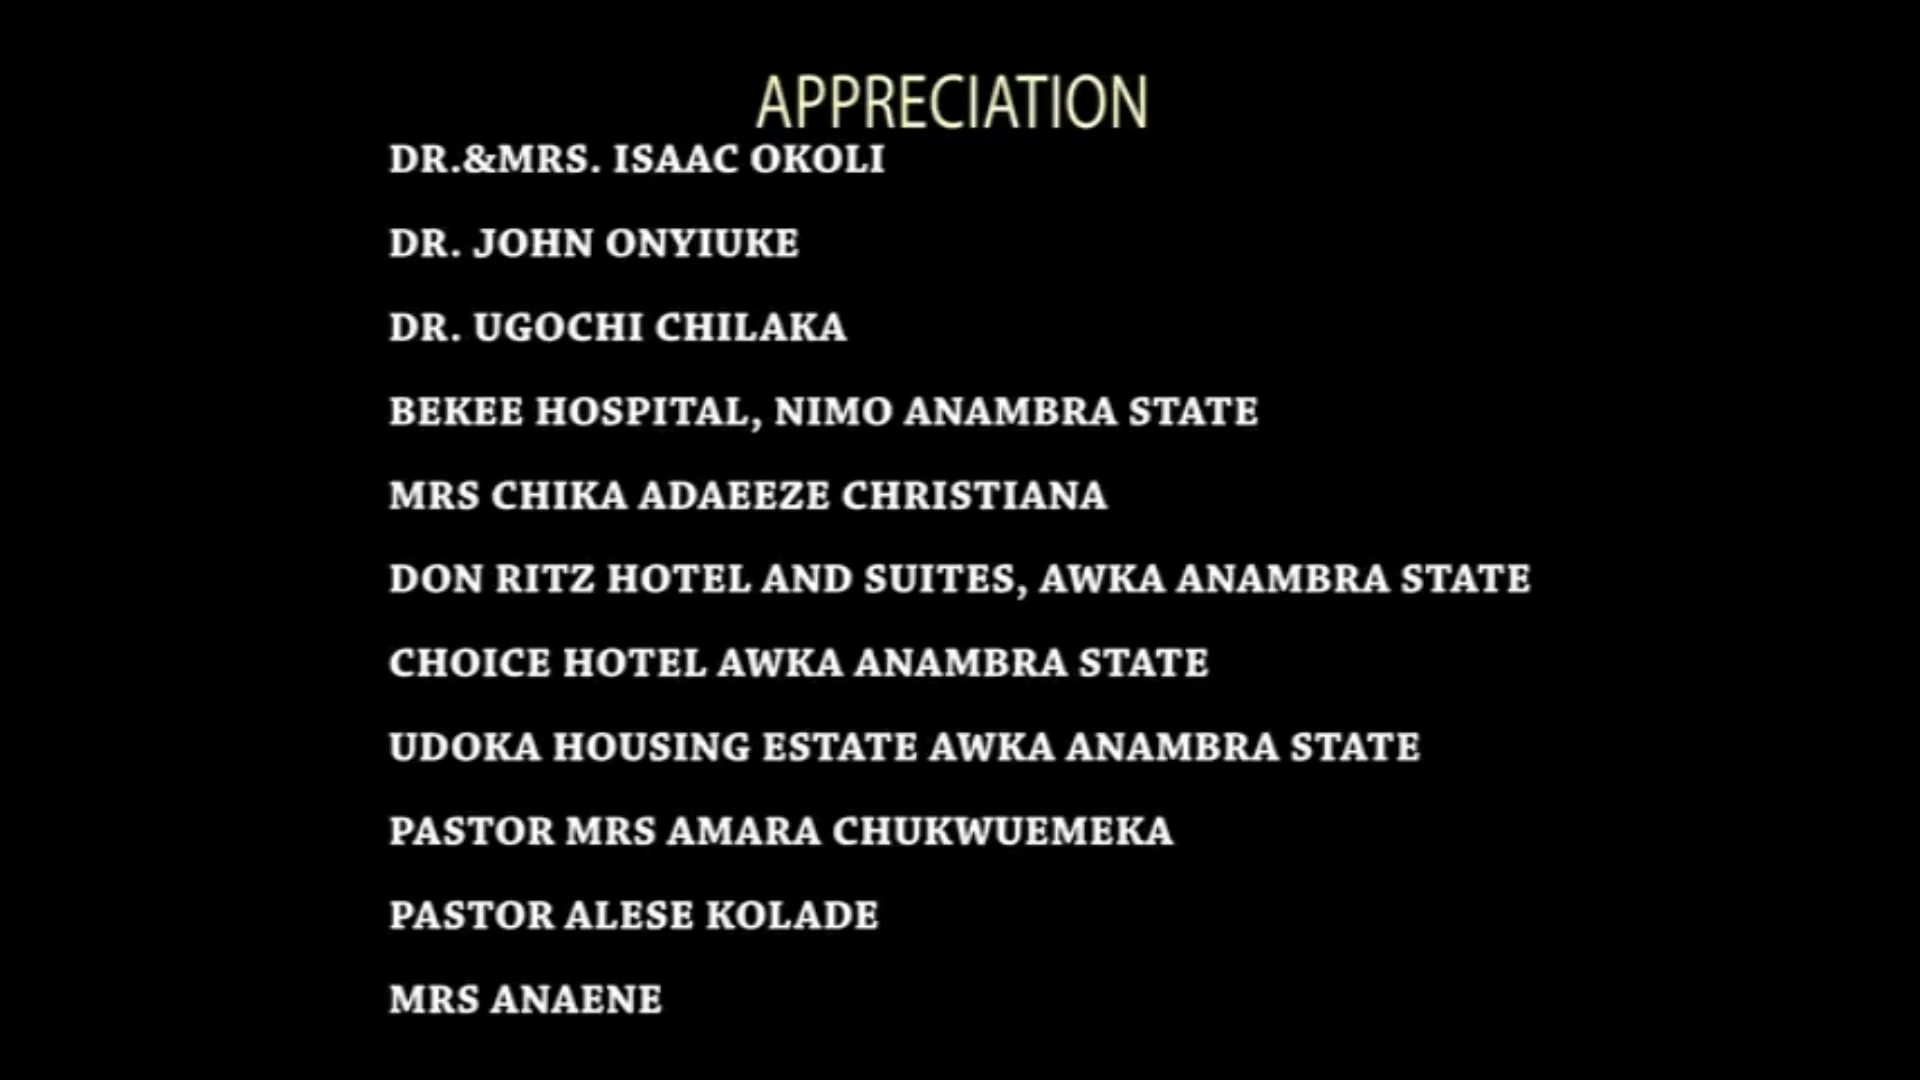 APPRECIATION
DR.&MRS. ISAAC OKOLI
DR. JOHN ONYIUKE
DR. UGOCHI CHILAKA
BEKEE HOSPITAL, NIMO ANAMBRA STATE
MRS CHIKA ADAEEZE CHRISTIANA
DON RITZ HOTEL AND SUITES, AWKA ANAMBRA STATE
CHOICE HOTEL AWKA ANAMBRA STATE
UDOKA HOUSING ESTATE AWKA ANAMBRA STATE
PASTOR MRS AMARA CHUKWUEMEKA
PASTOR ALESE KOLADE
MRS ANAENE